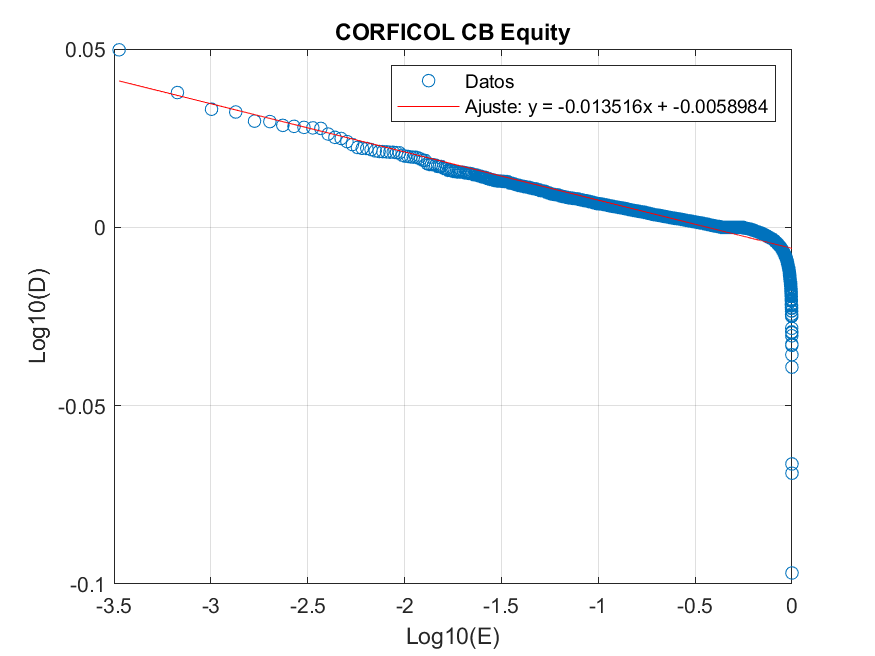 CORFICOL CB Equity
Datos
Ajuste: y = -0.013516x + -0.0058984
0.05
0
-0.05
-0.1
Log10(D)
-3.5
-3
-2.5
-2
-1.5
-1
-0.5
0
Log10(E)